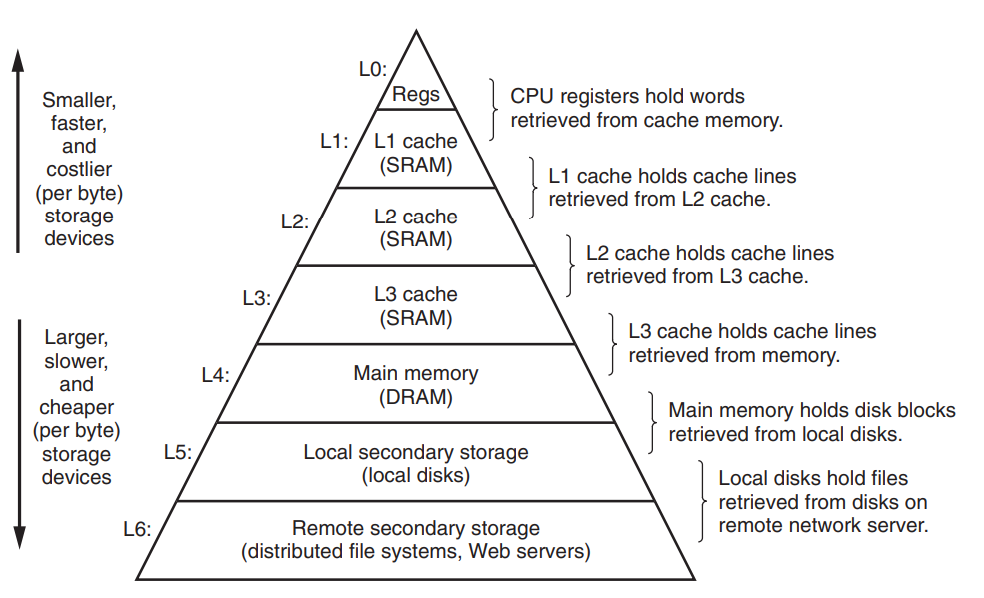 Smaller,
faster,
and
costlier
(per byte)
storage
devices
Larger,
slower,
and
cheaper
(per byte)
storage
devices
L0:
Regs
L1:
L1 cache
(SRAM)
L2:
L2 cache
(SRAM)
L3:
L3 cache
(SRAM)
L4:
Main memory
(DRAM)
L5:
Local secondary storage
(local disks)
L6:
Remote secondary storage
(distributed file systems, Web servers)
CPU registers hold words
retrieved from cache memory.
L1 cache holds cache lines
retrieved from L2 cache.
L2 cache holds cache lines
retrieved from L3 cache.
L3 cache holds cache lines
retrieved from memory.
Main memory holds disk blocks
retrieved from local disks.
Local disks hold files
retrieved from disks on
remote network server.